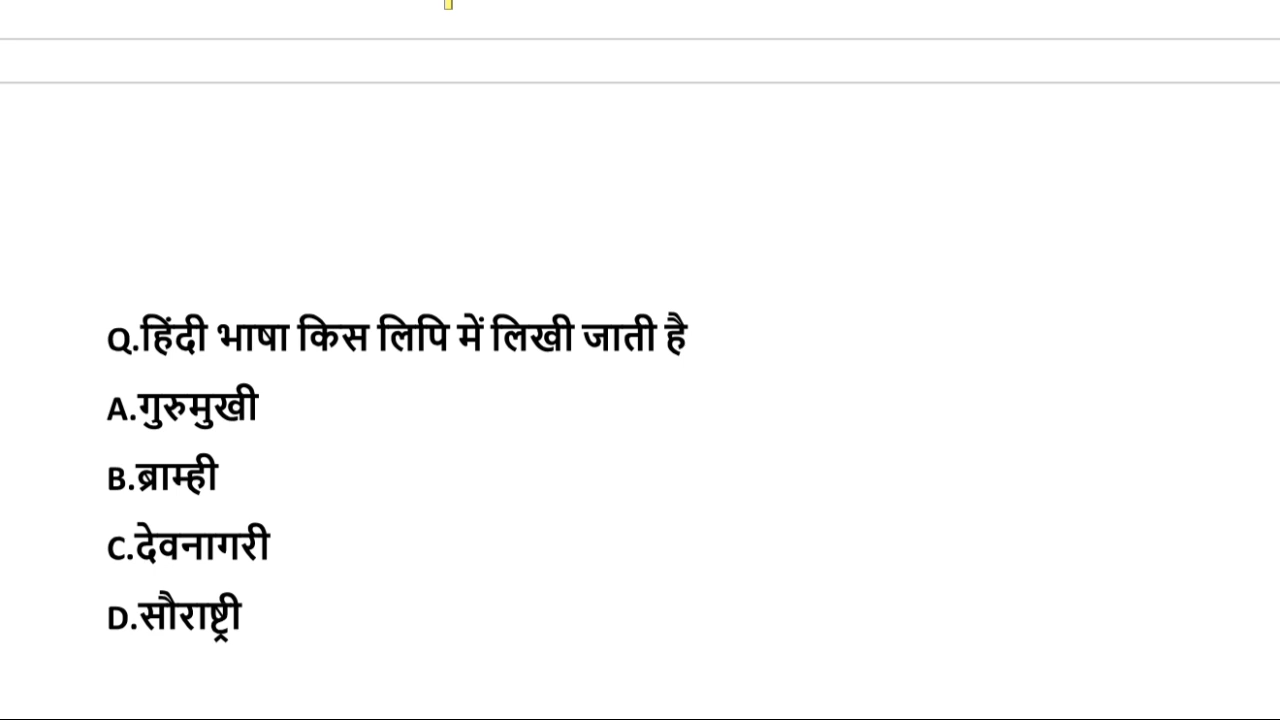 Q.हिंदी भाषा किस लिपि में लिखी जाती है
A.गुरुमुखी
B.ब्राम्ही
C.देवनागरी
D.सौराष्ट्री